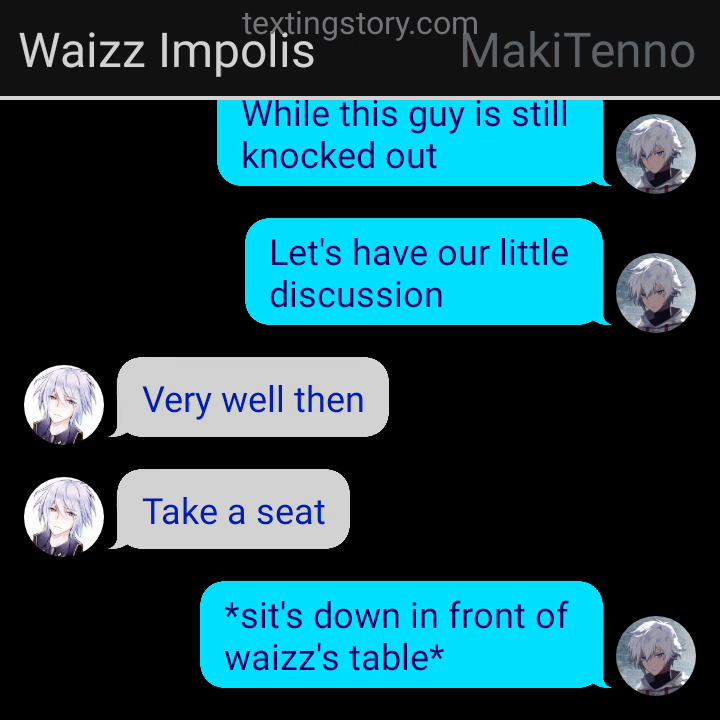 textingstory.com
Waizz Impolis
MakiTenno
While this guy is still
knocked out
Let's have our little
discussion
Very well then
Take a seat
*sit's down in front of
waizz's table*